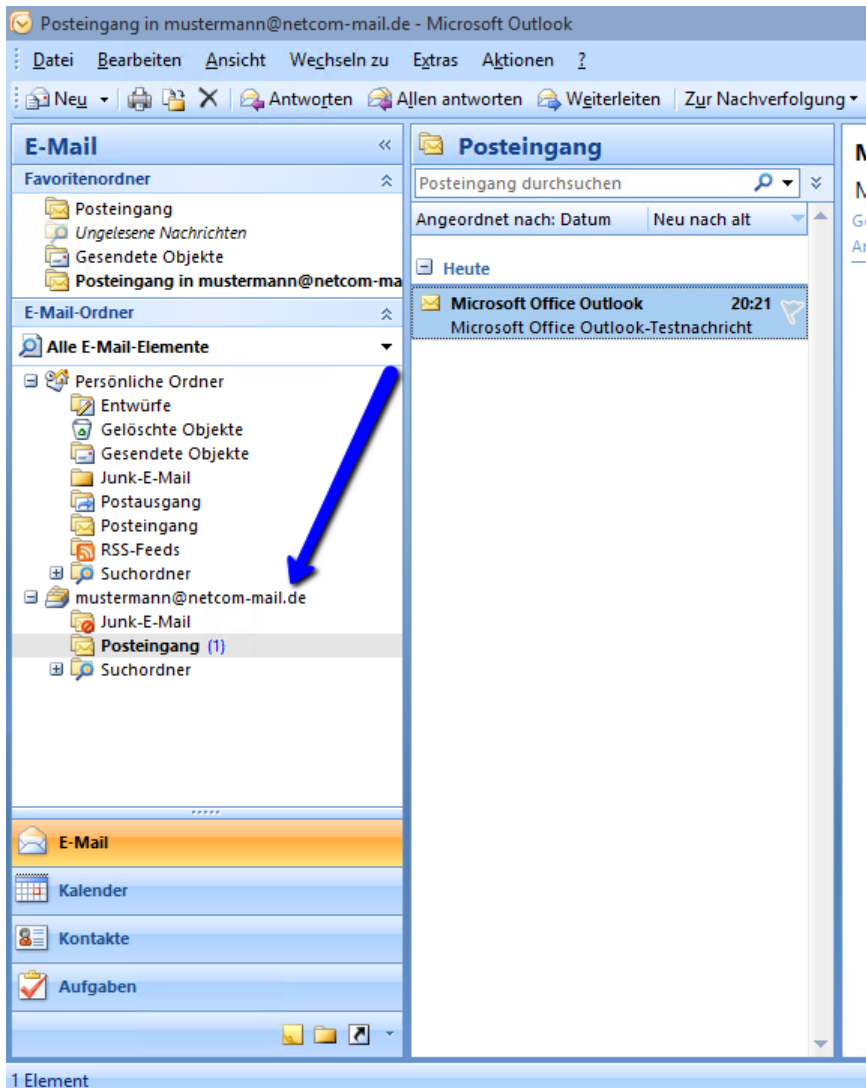 Posteingang in mustermann@netcom-mail.de - Microsoft Outlook
Datei Bearbeiten Ansicht Wechseln zu Extras Aktionen ?
Neu Antworten Allen antworten Weiterleiten Zur Nachverfolgung
E-Mail
Favoritenordner
Posteingang
Ungelesene Nachrichten
Gesendete Objekte
Posteingang in mustermann@netcom-ma
E-Mail-Ordner
Alle E-Mail-Elemente
Persönliche Ordner
Entwürfe
Gelöschte Objekte
Gesendete Objekte
Junk-E-Mail
Postausgang
Posteingang
RSS-Feeds
Suchordner
mustermann@netcom-mail.de
Junk-E-Mail
Posteingang (1)
Suchordner
E-Mail
Kalender
Kontakte
Aufgaben
Posteingang
Posteingang durchsuchen
Angeordnet nach: Datum Neu nach alt
Heute
Microsoft Office Outlook 20:21
Microsoft Office Outlook-Testnachricht
1 Element